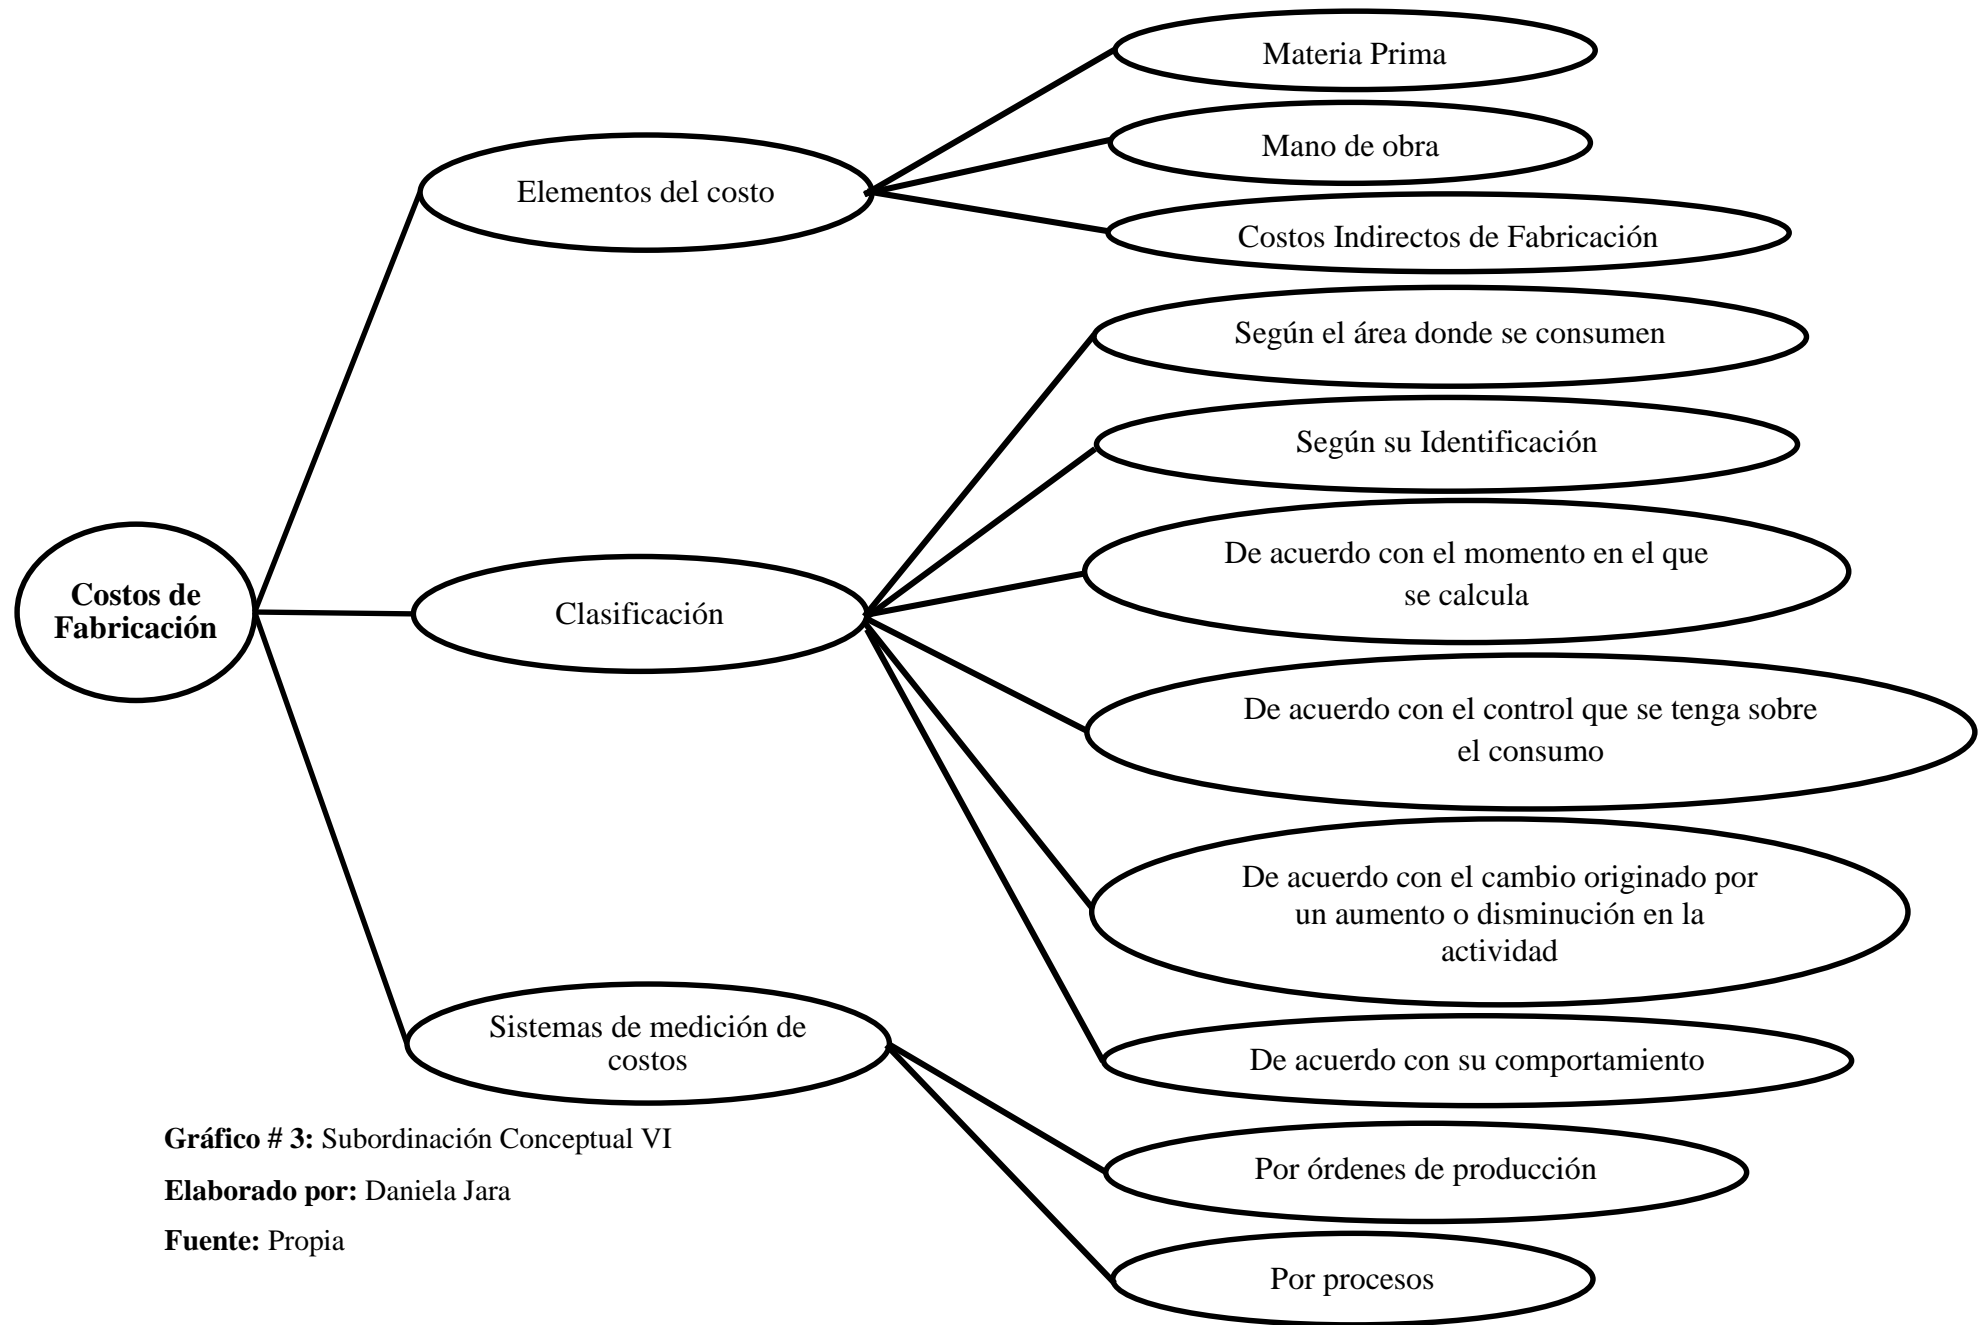 Materia Prima
Mano de obra
Elementos del costo
Costos Indirectos de Fabricación
Según el área donde se consumen
Según su Identificación
De acuerdo con el momento en el que
se calcula
Costos de
Fabricación
Clasificación
De acuerdo con el control que se tenga sobre
el consumo
De acuerdo con el cambio originado por
un aumento o disminución en la
actividad
Sistemas de medición de
costos
De acuerdo con su comportamiento
Por órdenes de producción
Por procesos
Gráfico # 3: Subordinación Conceptual VI
Elaborado por: Daniela Jara
Fuente: Propia